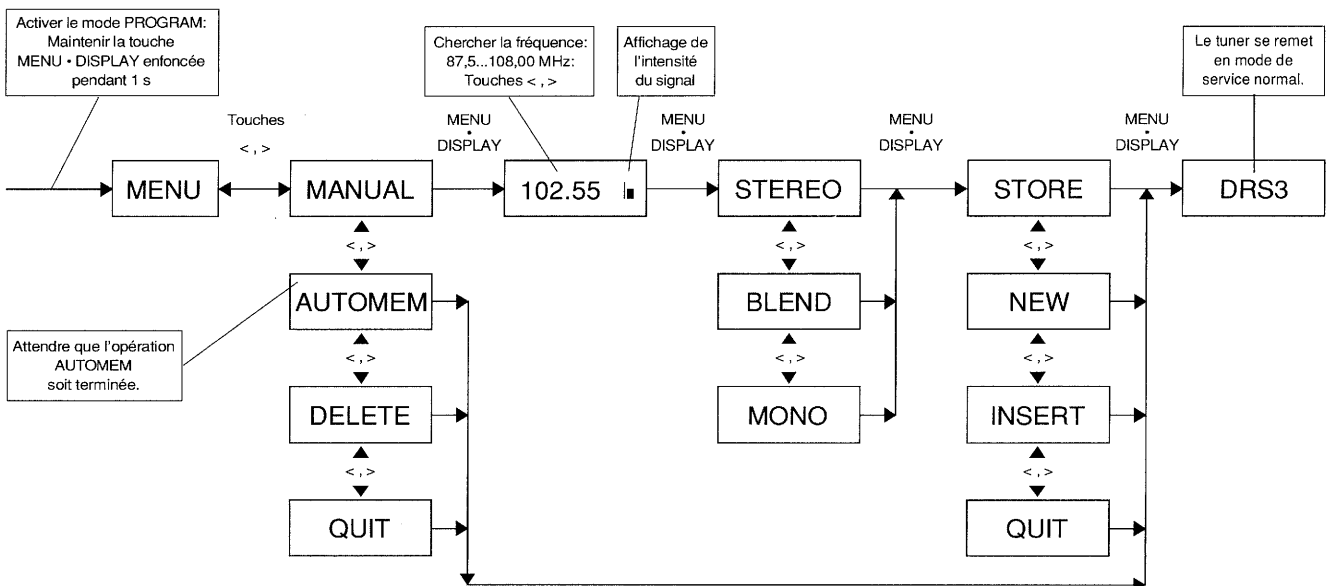 Activer le mode PROGRAM:
Maintenir la touche
MENU • DISPLAY enfoncée
pendant 1 s
Chercher la fréquence:
87,5...108,00 MHz:
Touches < , >
Affichage de
l'intensité
du signal
Le tuner se remet
en mode de
service normal.
Touches
< , >
MENU
•
DISPLAY
MENU
•
DISPLAY
MENU
•
DISPLAY
MENU
•
DISPLAY
MENU
MANUAL
102.55
STEREO
STORE
DRS3
< , >
< , >
< , >
AUTOMEM
BLEND
NEW
Attendre que l'opération
AUTOMEM
soit terminée.
< , >
< , >
< , >
DELETE
MONO
INSERT
< , >
< , >
QUIT
QUIT